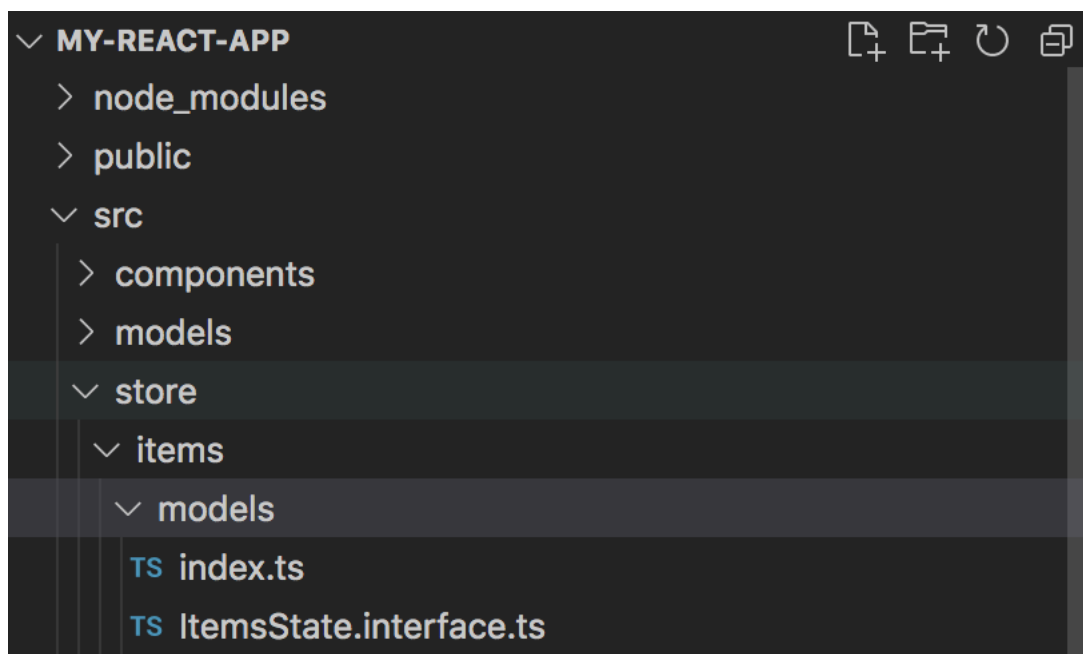 MY-REACT-APP
node_modules
public
src
components
models
store
items
models
TS index.ts
TS ItemsState.interface.ts